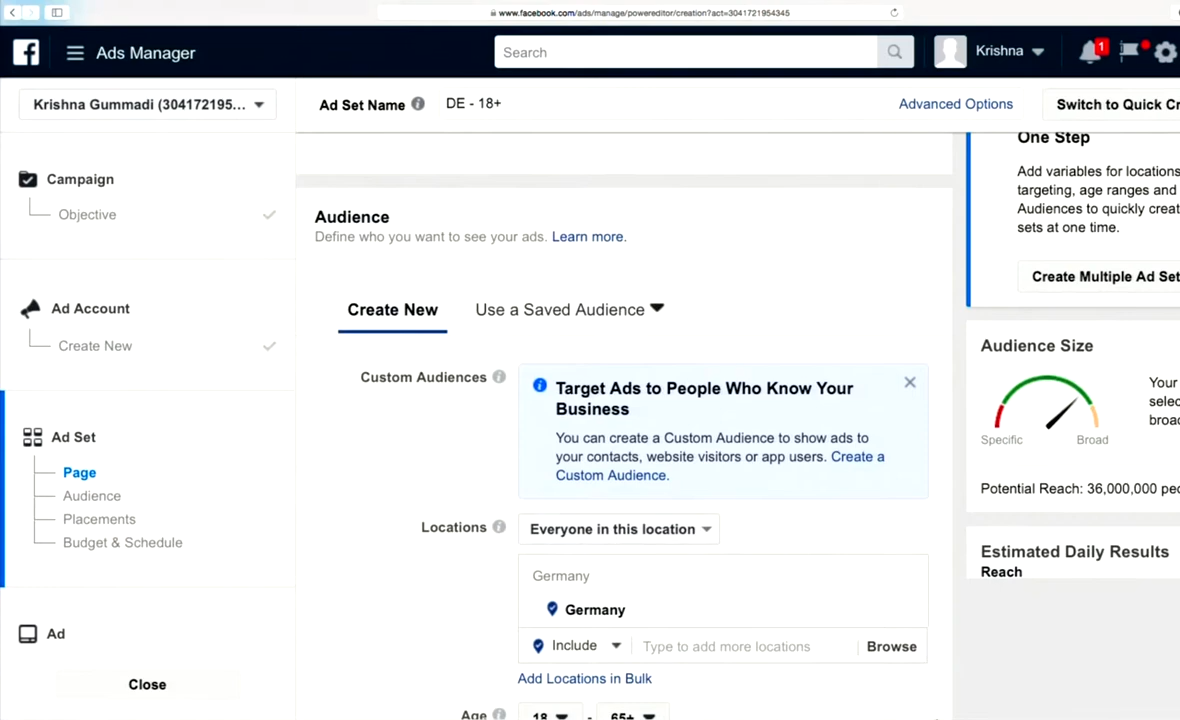 www.facebook.com/ads/manage/powereditor/creation?act=3041721954345
Ads Manager
Search
Krishna
1
Krishna Gummadi (304172195...
Ad Set Name
DE - 18+
Advanced Options
Switch to Quick Cr
Campaign
Objective
Ad Account
Create New
Ad Set
Page
Audience
Placements
Budget & Schedule
Ad
Close
Audience
Define who you want to see your ads. Learn more.
Create New
Use a Saved Audience
Custom Audiences
Target Ads to People Who Know Your
Business
You can create a Custom Audience to show ads to
your contacts, website visitors or app users. Create a
Custom Audience.
Locations
Everyone in this location
Germany
Germany
Include
Type to add more locations
Browse
Add Locations in Bulk
Age
18
-
65+
One Step
Add variables for locations
targeting, age ranges and
Audiences to quickly creat
sets at one time.
Create Multiple Ad Set
Audience Size
Specific
Broad
Your
selec
broad
Potential Reach: 36,000,000 peo
Estimated Daily Results
Reach